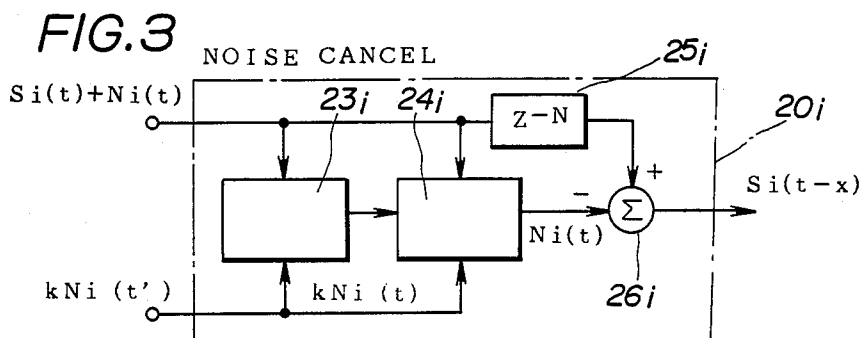 FIG.3
NOISE CANCEL
25i
Si(t)+Ni(t)
23i
24i
Z-N
20i
+
Si(t-x)
-
Σ
Ni(t)
kNi(t')
kNi(t)
26i